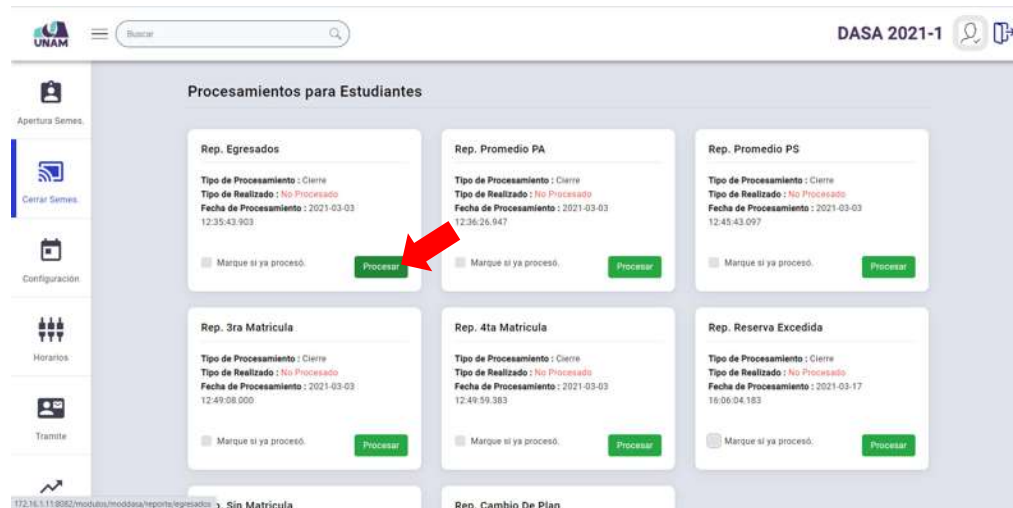 UNAM
Buscar
DASA 2021-1
Apertura Semes.
Cerrar Semes.
Configuración
Horarios
Tramite
Procesamientos para Estudiantes
Rep. Egresados
Tipo de Procesamiento : Cierre
Tipo de Realizado : No Procesado
Fecha de Procesamiento : 2021-03-03
12:35:43.903
Marque si ya procesó.
Procesar
Rep. Promedio PA
Tipo de Procesamiento : Cierre
Tipo de Realizado : No Procesado
Fecha de Procesamiento : 2021-03-03
12:36:26.947
Marque si ya procesó.
Procesar
Rep. Promedio PS
Tipo de Procesamiento : Cierre
Tipo de Realizado : No Procesado
Fecha de Procesamiento : 2021-03-03
12:45:43.097
Marque si ya procesó.
Procesar
Rep. 3ra Matricula
Tipo de Procesamiento : Cierre
Tipo de Realizado : No Procesado
Fecha de Procesamiento : 2021-03-03
12:49:08.000
Marque si ya procesó.
Procesar
Rep. 4ta Matricula
Tipo de Procesamiento : Cierre
Tipo de Realizado : No Procesado
Fecha de Procesamiento : 2021-03-03
12:49:59.383
Marque si ya procesó.
Procesar
Rep. Reserva Excedida
Tipo de Procesamiento : Cierre
Tipo de Realizado : No Procesado
Fecha de Procesamiento : 2021-03-17
16:06:04.183
Marque si ya procesó.
Procesar
Sin Matricula
Rep. Cambio De Plan
172.16.1.11:8082/modulos/moddasa/reporte/egresados